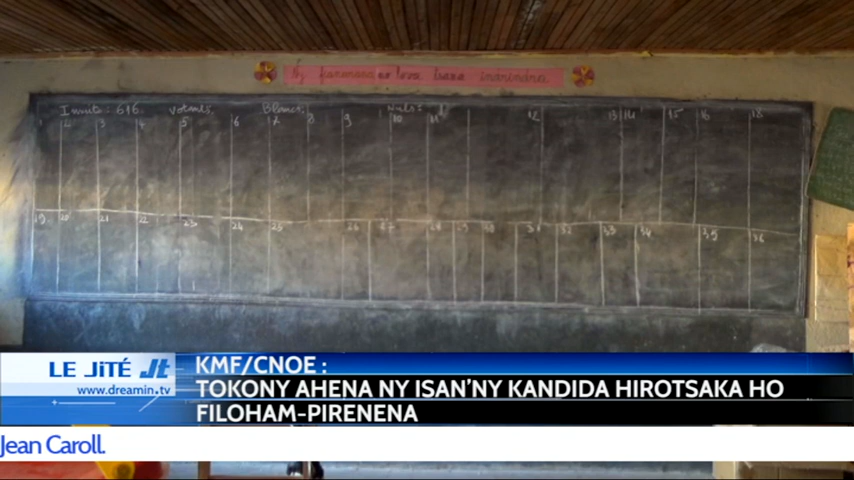 Inscrits : 616. votants. Blancs. Nuls :
1 2 3 4 5 6 7 8 9 10 11 12 13 14 15 16 18
19 20 21 22 23 24 25 26 27 28 29 30 31 32 33 34 35 36
LE JiTÉ Jt
www.dreamin.tv
KMF/CNOE :
TOKONY AHENA NY ISAN'NY KANDIDA HIROTSAKA HO
FILOHAM-PIRENENA
Jean Caroll.